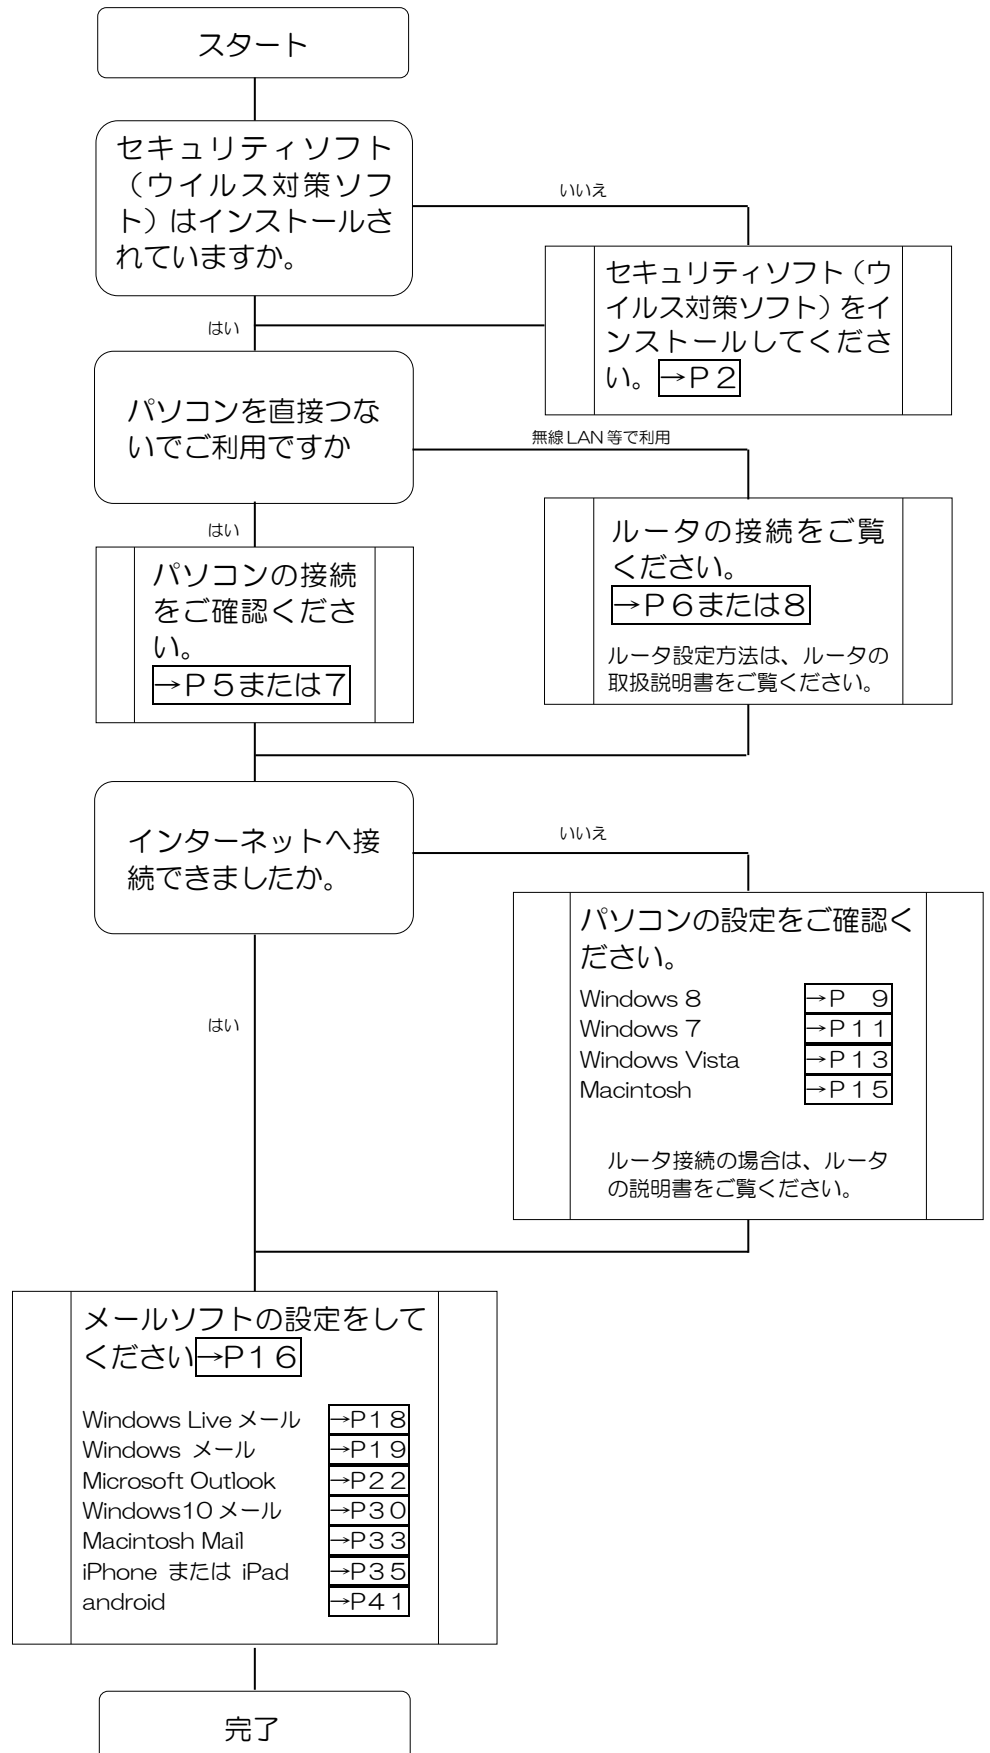 スタート
セキュリティソフト
（ウイルス対策ソフ
ト）はインストールさ
れていますか。
いいえ
セキュリティソフト（ウ
イルス対策ソフト）をイ
ンストールしてくださ
い。→Ｐ２
はい
パソコンを直接つな
いでご利用ですか
無線 LAN 等で利用
ルータの接続をご覧
ください。
→Ｐ６または８
ルータ設定方法は、ルータの
取扱説明書をご覧ください。
はい
パソコンの接続
をご確認くださ
い。
→Ｐ５または７
インターネットへ接
続できましたか。
いいえ
パソコンの設定をご確認く
ださい。
Windows 8 →Ｐ　９
Windows 7 →Ｐ１１
Windows Vista →Ｐ１３
Macintosh →Ｐ１５
ルータ接続の場合は、ルータ
の説明書をご覧ください。
はい
メールソフトの設定をして
ください→Ｐ１６
Windows Live メール →Ｐ１８
Windows メール →Ｐ１９
Microsoft Outlook →Ｐ２２
Windows10 メール →Ｐ３０
Macintosh Mail →Ｐ３３
iPhone または iPad →Ｐ３５
android →Ｐ４１
完了